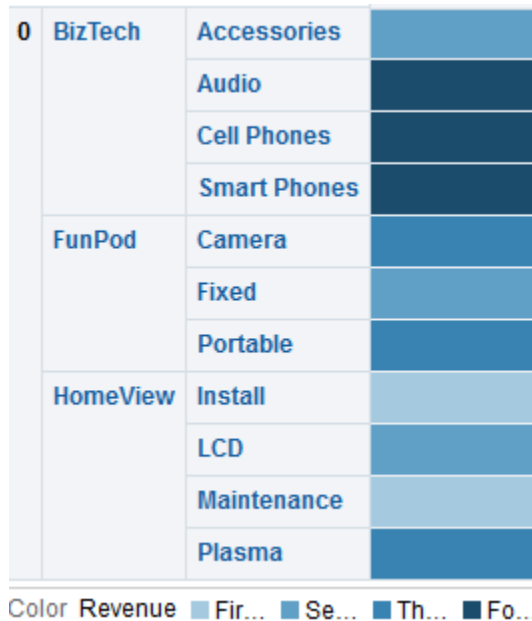 0 BizTech Accessories
Audio
Cell Phones
Smart Phones
FunPod Camera
Fixed
Portable
HomeView Install
LCD
Maintenance
Plasma
Color Revenue Fir... Se... Th... Fo...